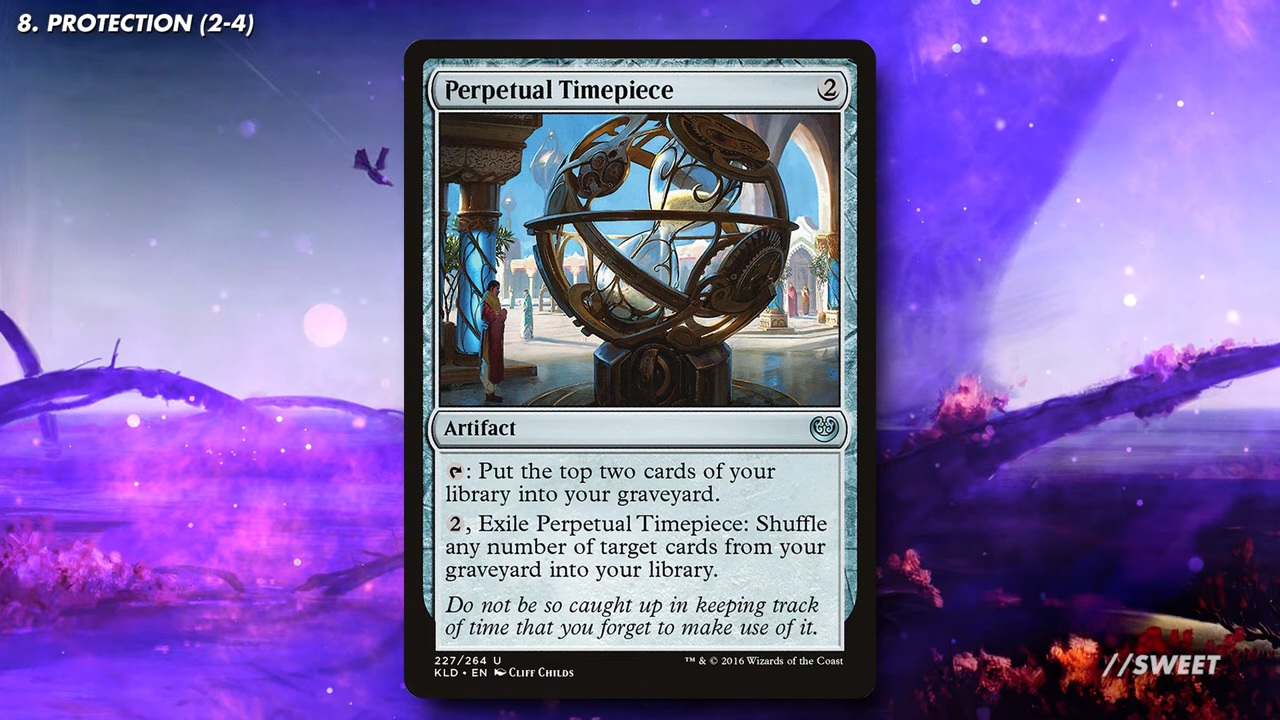 8. PROTECTION (2-4)
Perpetual Timepiece 2
Artifact
: Put the top two cards of your
library into your graveyard.
2, Exile Perpetual Timepiece: Shuffle
any number of target cards from your
graveyard into your library.
Do not be so caught up in keeping track
of time that you forget to make use of it.
227/264 U
KLD • EN Cliff Childs
™ & © 2016 Wizards of the Coast
//SWEET